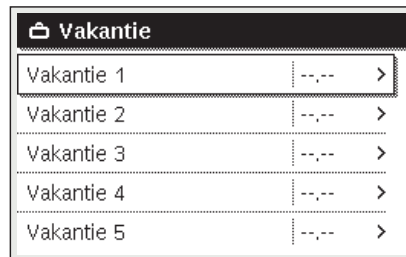 Vakantie
Vakantie 1 --.-- >
Vakantie 2 --.-- >
Vakantie 3 --.-- >
Vakantie 4 --.-- >
Vakantie 5 --.-- >